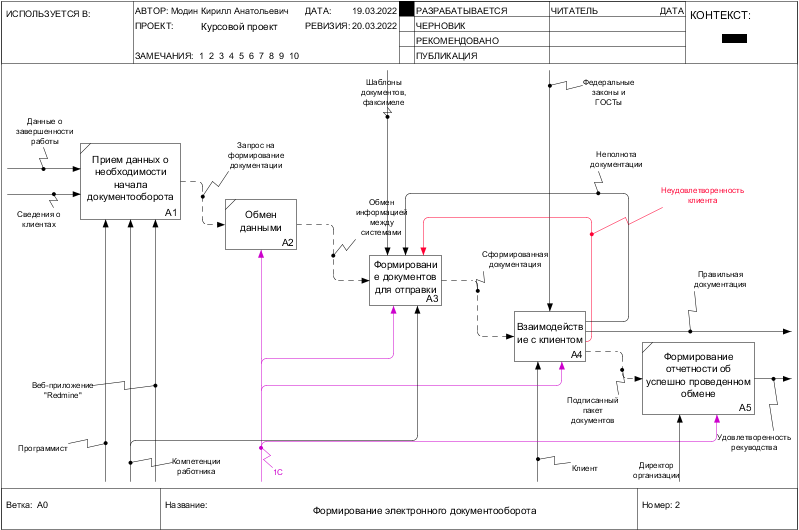 ИСПОЛЬЗУЕТСЯ В:
АВТОР: Модин Кирилл Анатольевич
ДАТА: 19.03.2022
ПРОЕКТ: Курсовой проект
РЕВИЗИЯ: 20.03.2022
ЗАМЕЧАНИЯ: 1 2 3 4 5 6 7 8 9 10
РАЗРАБАТЫВАЕТСЯ
ЧЕРНОВИК
РЕКОМЕНДОВАНО
ПУБЛИКАЦИЯ
ЧИТАТЕЛЬ
ДАТА
КОНТЕКСТ:
Шаблоны
документов,
факсимеле
Федеральные
законы и
ГОСТы
Данные о
завершенности
работы
Прием данных о
необходимости
начала
документооборота
A1
Запрос на
формирование
документации
Неполнота
документации
Неудовлетворенность
клиента
Сведения о
клиентах
Обмен
данными
A2
Обмен
информацией
между
системами
Формировани
е документов
для отправки
A3
Сформированная
документация
Правильная
документация
Взаимодейств
ие с клиентом
A4
Формирование
отчетности об
успешно проведенном
обмене
A5
Веб-приложение
"Redmine"
Подписанный
пакет
документов
Удовлетворенность
рекуводства
Программист
Компетенции
работника
1С
Клиент
Директор
организации
Ветка: A0
Название:
Формирование электронного документооборота
Номер: 2